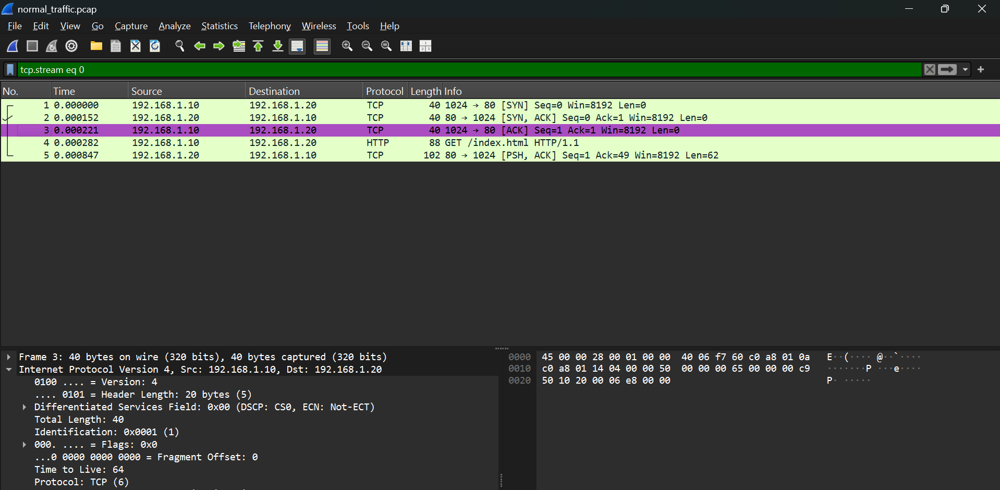 normal_traffic.pcap
File Edit View Go Capture Analyze Statistics Telephony Wireless Tools Help
tcp.stream eq 0
No. Time Source Destination Protocol Length Info
1 0.000000 192.168.1.10 192.168.1.20 TCP 40 1024 → 80 [SYN] Seq=0 Win=8192 Len=0
2 0.000152 192.168.1.20 192.168.1.10 TCP 40 80 → 1024 [SYN, ACK] Seq=0 Ack=1 Win=8192 Len=0
3 0.000221 192.168.1.10 192.168.1.20 TCP 40 1024 → 80 [ACK] Seq=1 Ack=1 Win=8192 Len=0
4 0.000282 192.168.1.10 192.168.1.20 HTTP 88 GET /index.html HTTP/1.1
5 0.000847 192.168.1.20 192.168.1.10 TCP 102 80 → 1024 [PSH, ACK] Seq=1 Ack=49 Win=8192 Len=62
Frame 3: 40 bytes on wire (320 bits), 40 bytes captured (320 bits)
Internet Protocol Version 4, Src: 192.168.1.10, Dst: 192.168.1.20
0100 .... = Version: 4
.... 0101 = Header Length: 20 bytes (5)
Differentiated Services Field: 0x00 (DSCP: CS0, ECN: Not-ECT)
Total Length: 40
Identification: 0x0001 (1)
000. .... = Flags: 0x0
...0 0000 0000 0000 = Fragment Offset: 0
Time to Live: 64
Protocol: TCP (6)
0000 45 00 00 28 00 01 00 00 40 06 f7 60 c0 a8 01 0a E··(···· @··`····
0010 c0 a8 01 14 04 00 00 50 00 00 00 65 00 00 00 c9 ·······P ···e····
0020 50 10 20 00 06 e8 00 00 P· ·····